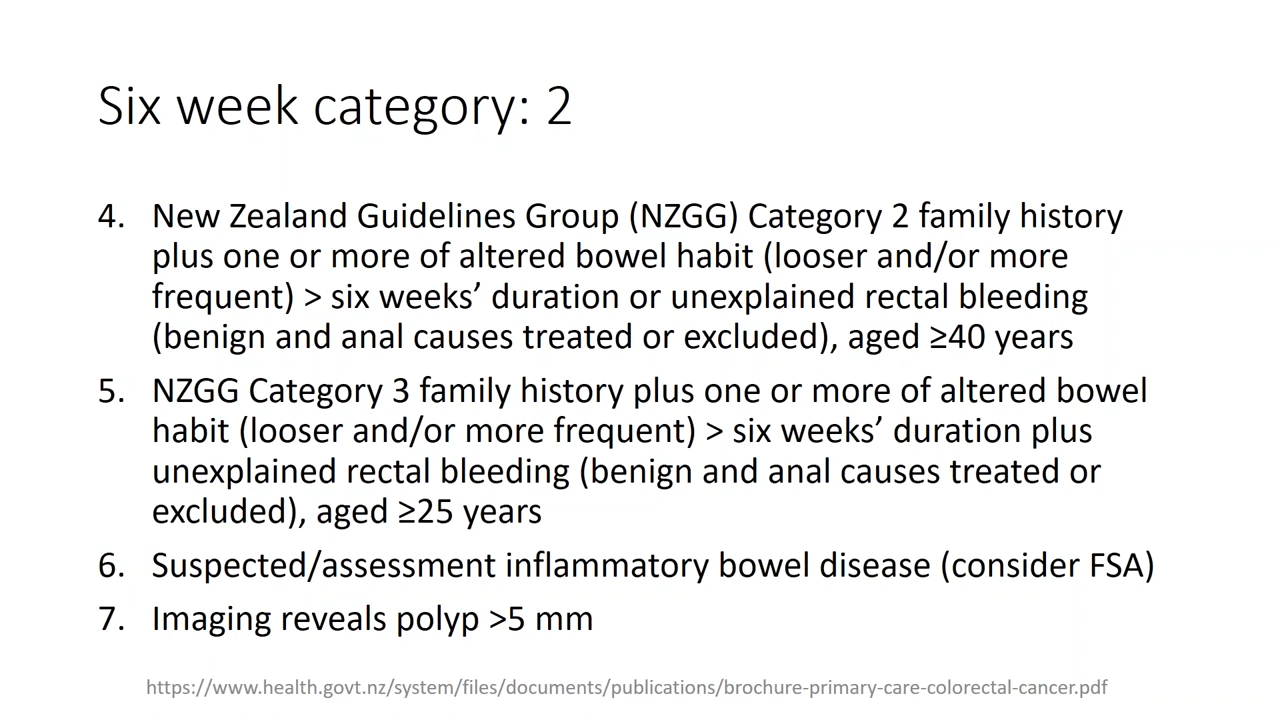 Six week category: 2
4. New Zealand Guidelines Group (NZGG) Category 2 family history
plus one or more of altered bowel habit (looser and/or more
frequent) > six weeks’ duration or unexplained rectal bleeding
(benign and anal causes treated or excluded), aged ≥40 years
5. NZGG Category 3 family history plus one or more of altered bowel
habit (looser and/or more frequent) > six weeks’ duration plus
unexplained rectal bleeding (benign and anal causes treated or
excluded), aged ≥25 years
6. Suspected/assessment inflammatory bowel disease (consider FSA)
7. Imaging reveals polyp >5 mm
https://www.health.govt.nz/system/files/documents/publications/brochure-primary-care-colorectal-cancer.pdf